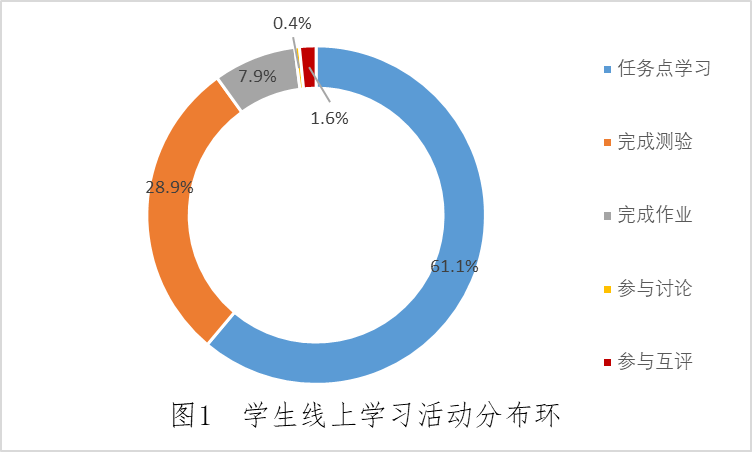 0.4%
7.9%
1.6%
28.9%
61.1%
任务点学习
完成测验
完成作业
参与讨论
参与互评
图1 学生线上学习活动分布环